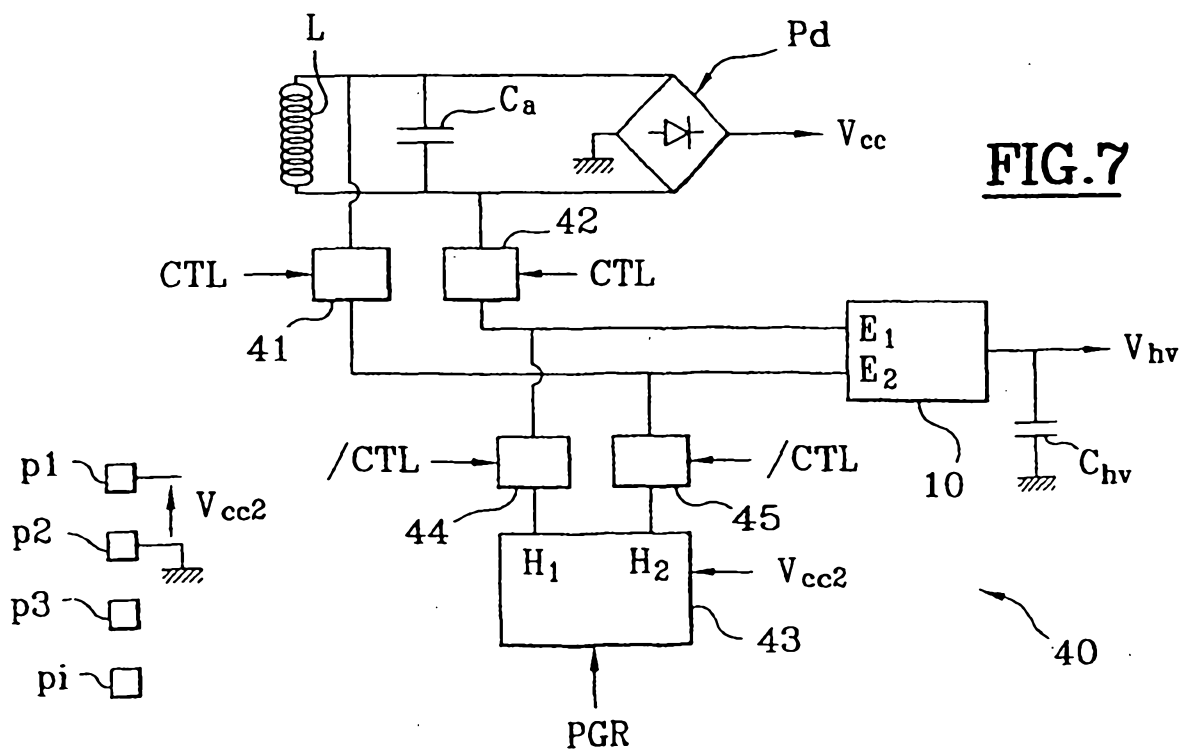 L
Pd
Ca
Vcc
FIG.7
42
CTL
CTL
41
E1
E2
Vhv
10
Chv
/CTL
/CTL
44
45
p1
Vcc2
p2
p3
pi
H1
H2
Vcc2
43
40
PGR